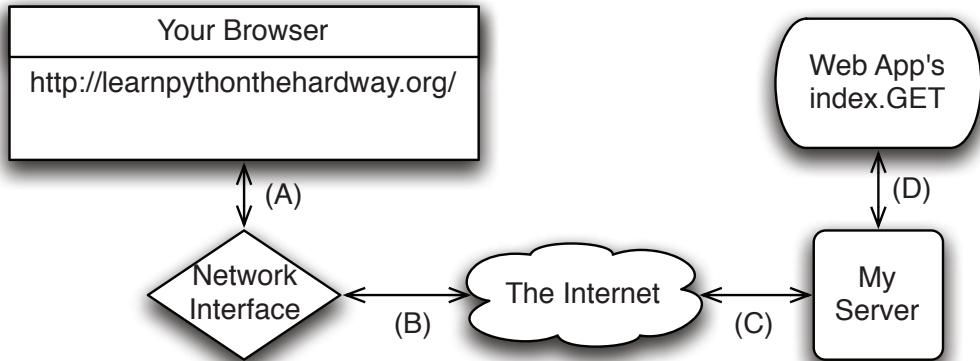 Your Browser
http://learnpythonthehardway.org/
Web App's
index.GET
(A)
(D)
Network
Interface
(B)
The Internet
(C)
My
Server